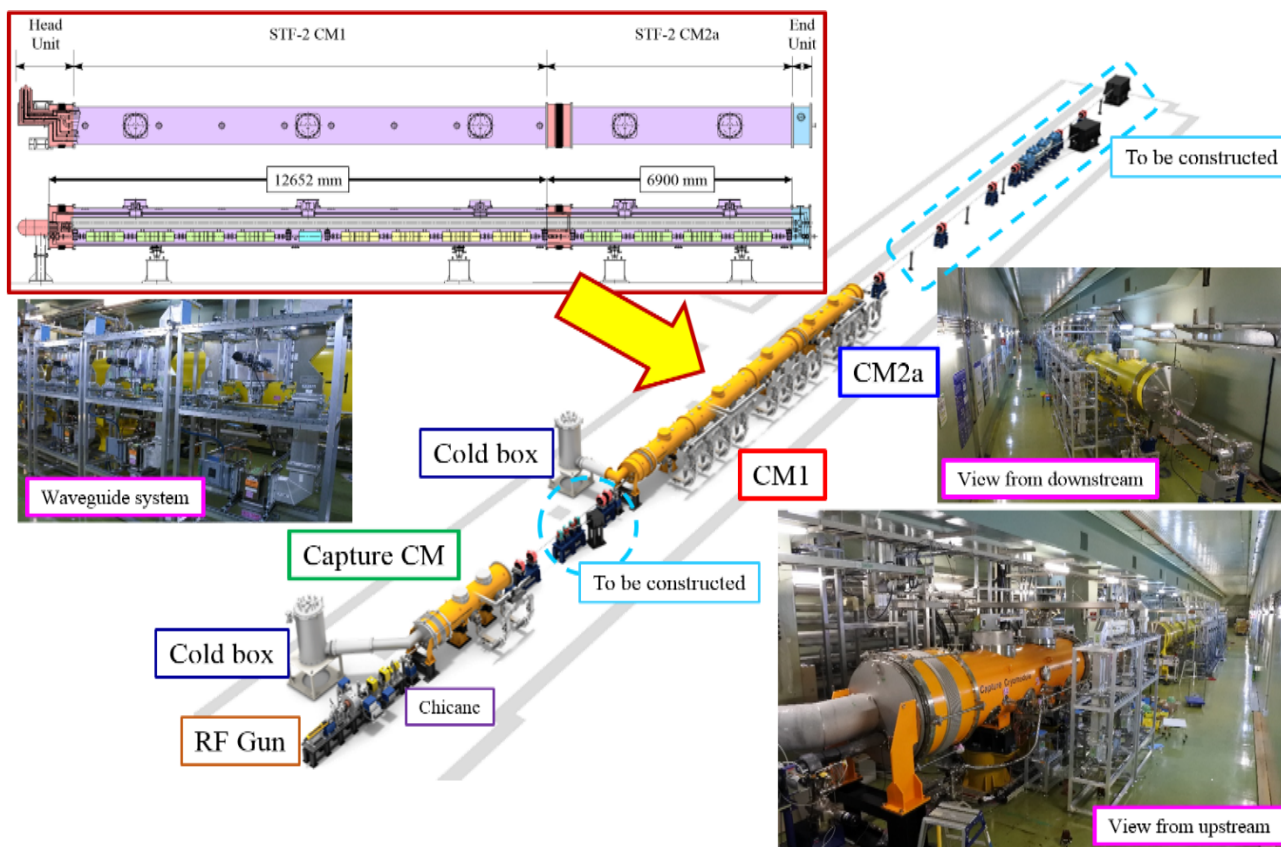 Head
Unit
STF-2 CM1
STF-2 CM2a
End
Unit
12652 mm
6900 mm
To be constructed
CM2a
View from downstream
Waveguide system
Cold box
CM1
Capture CM
To be constructed
Cold box
Chicane
RF Gun
Capture Cryomodule
View from upstream